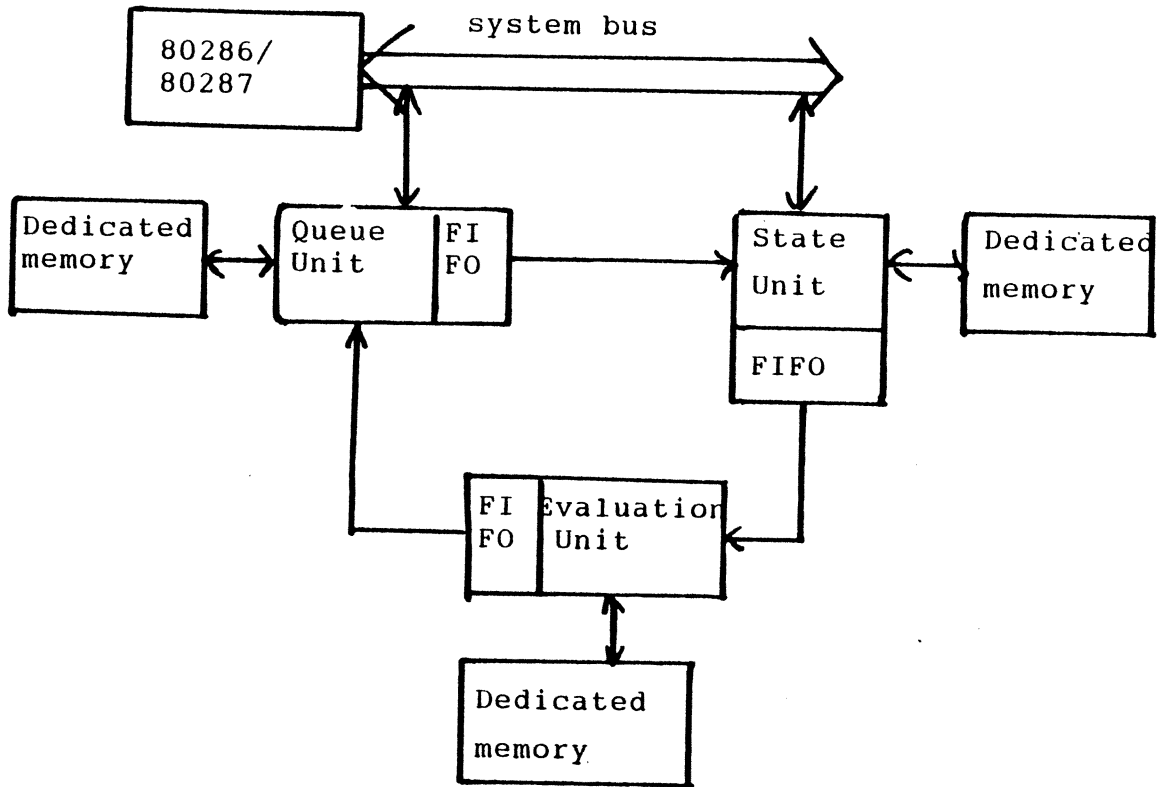 system bus
80286/
80287
Dedicated
memory
Queue
Unit
FI
FO
State
Unit
FIFO
Dedicated
memory
FI
FO
Evaluation
Unit
Dedicated
memory